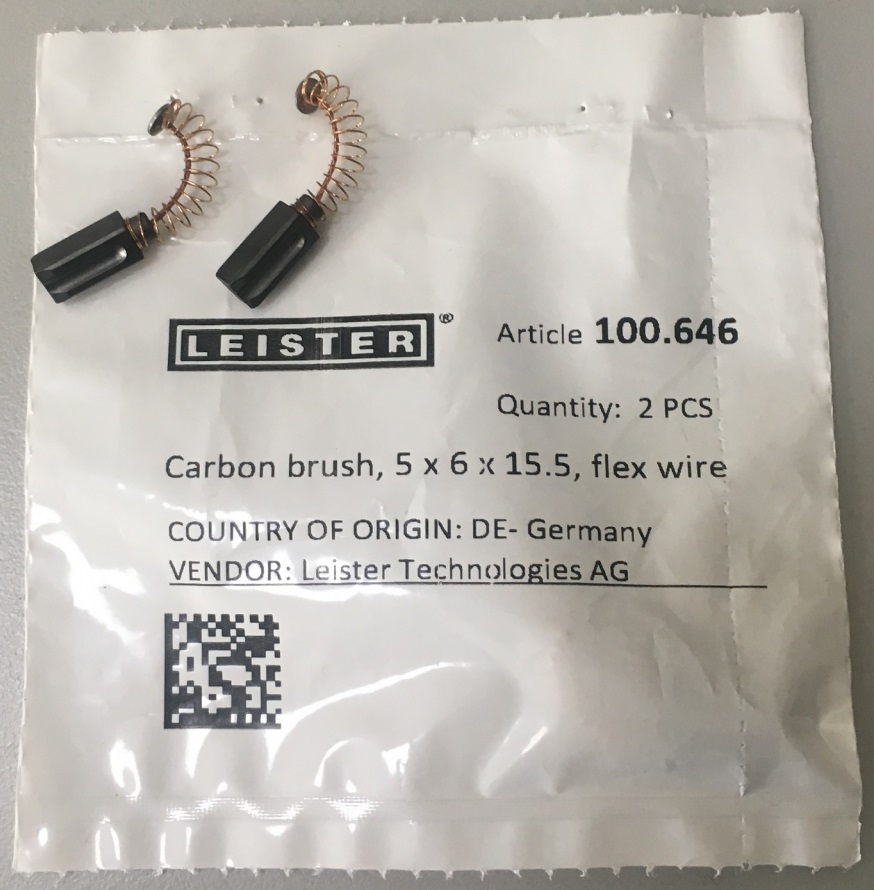 LEISTER®
Article 100.646
Quantity: 2 PCS
Carbon brush, 5 x 6 x 15.5, flex wire
COUNTRY OF ORIGIN: DE- Germany
VENDOR: Leister Technologies AG